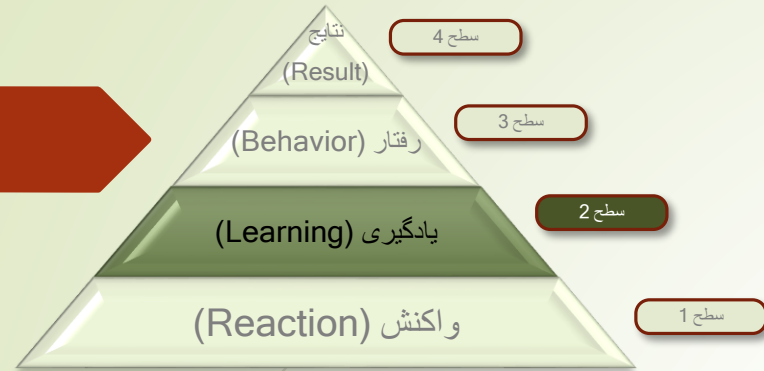 نتایج
(Result)
سطح 4
رفتار (Behavior)
سطح 3
یادگیری (Learning)
سطح 2
واکنش (Reaction)
سطح 1